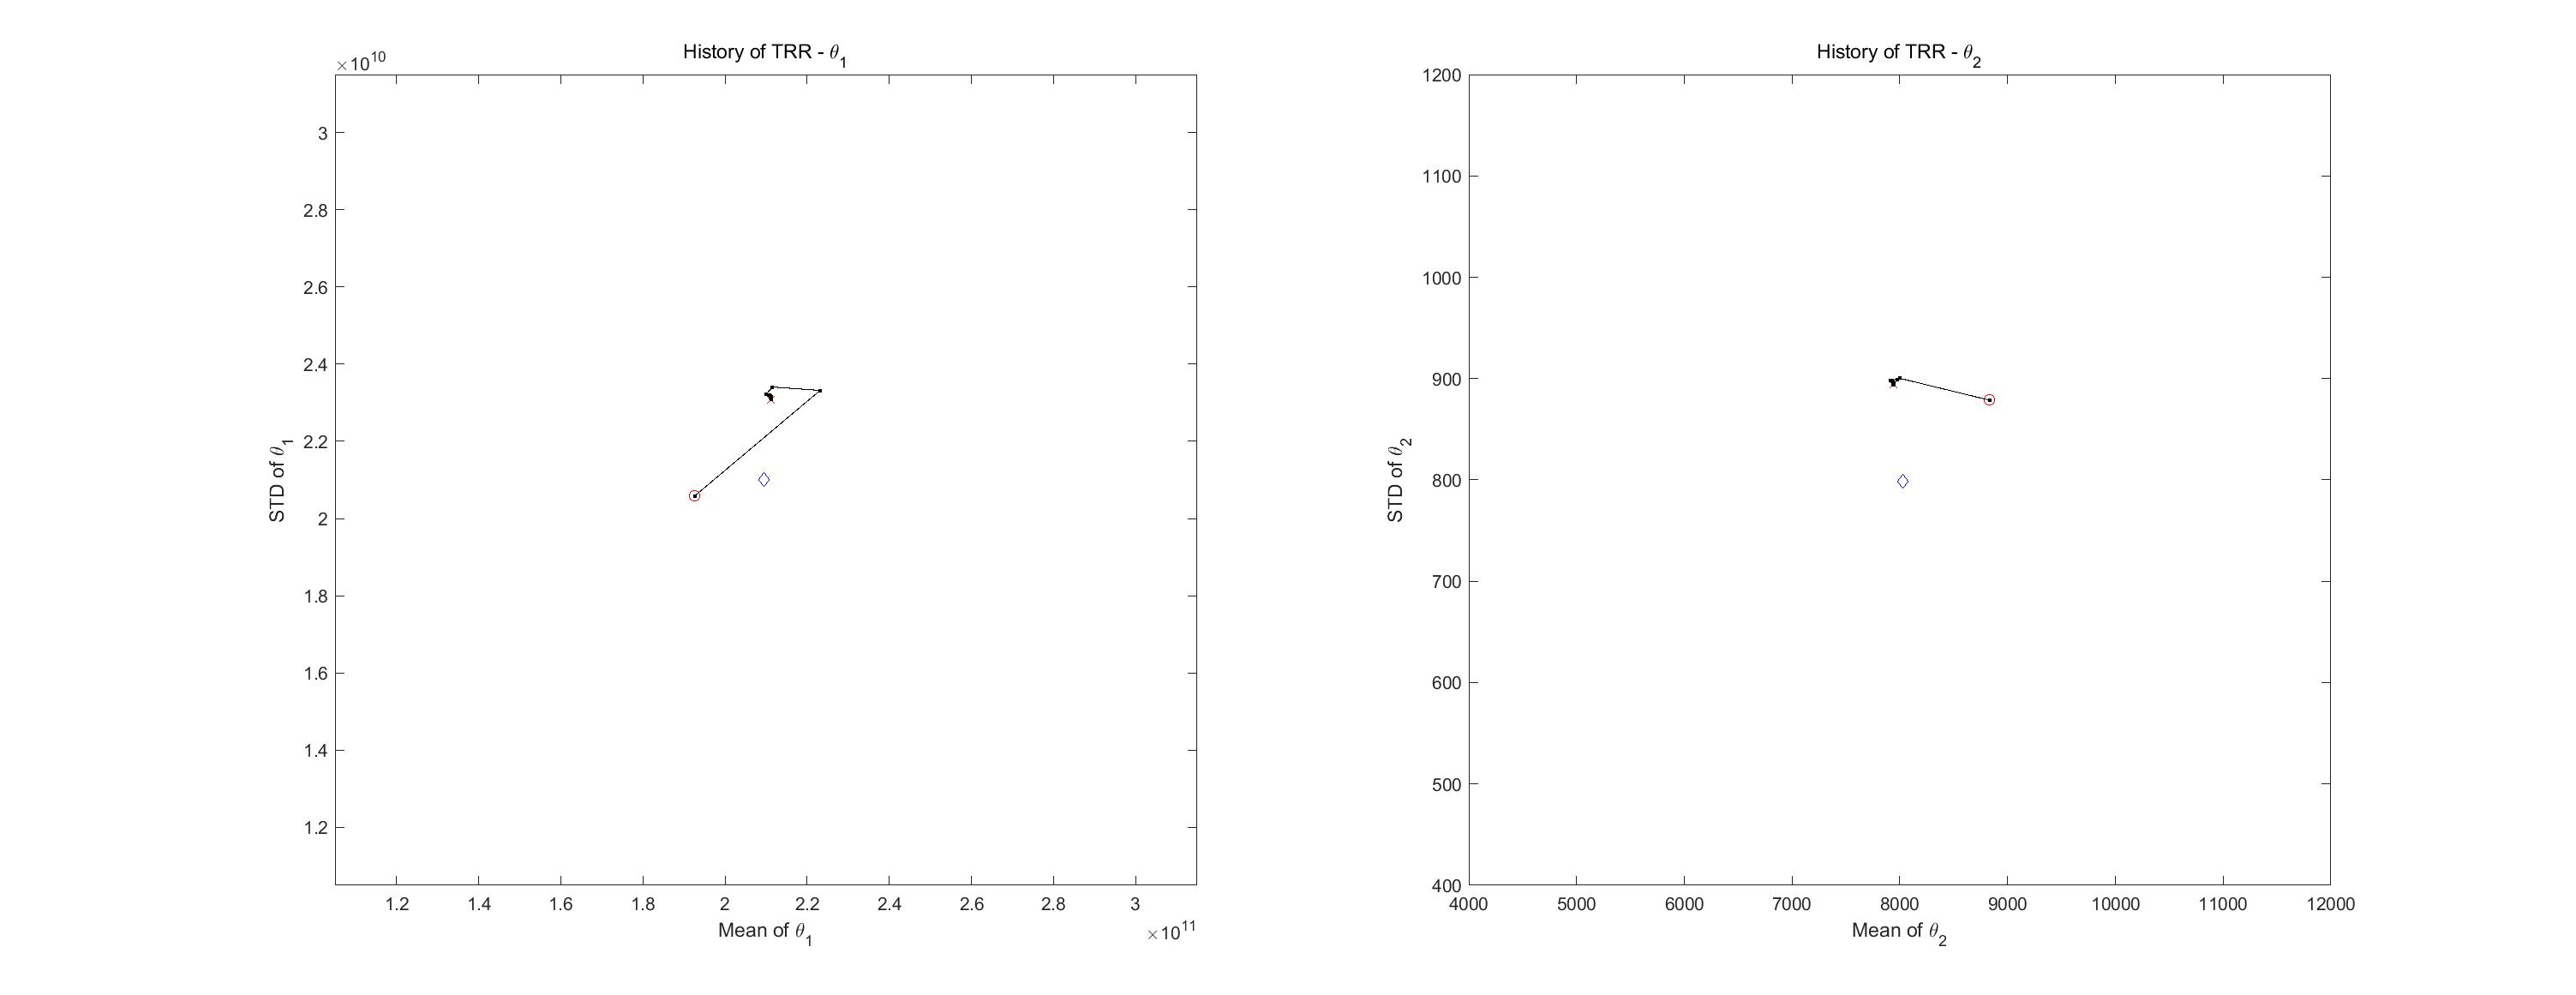 History of TRR - θ1
×10^10
3
2.8
2.6
2.4
2.2
2
1.8
1.6
1.4
1.2
STD of θ1
1.2 1.4 1.6 1.8 2 2.2 2.4 2.6 2.8 3
Mean of θ1
×10^11
History of TRR - θ2
1200
1100
1000
900
800
700
600
500
400
STD of θ2
4000 5000 6000 7000 8000 9000 10000 11000 12000
Mean of θ2